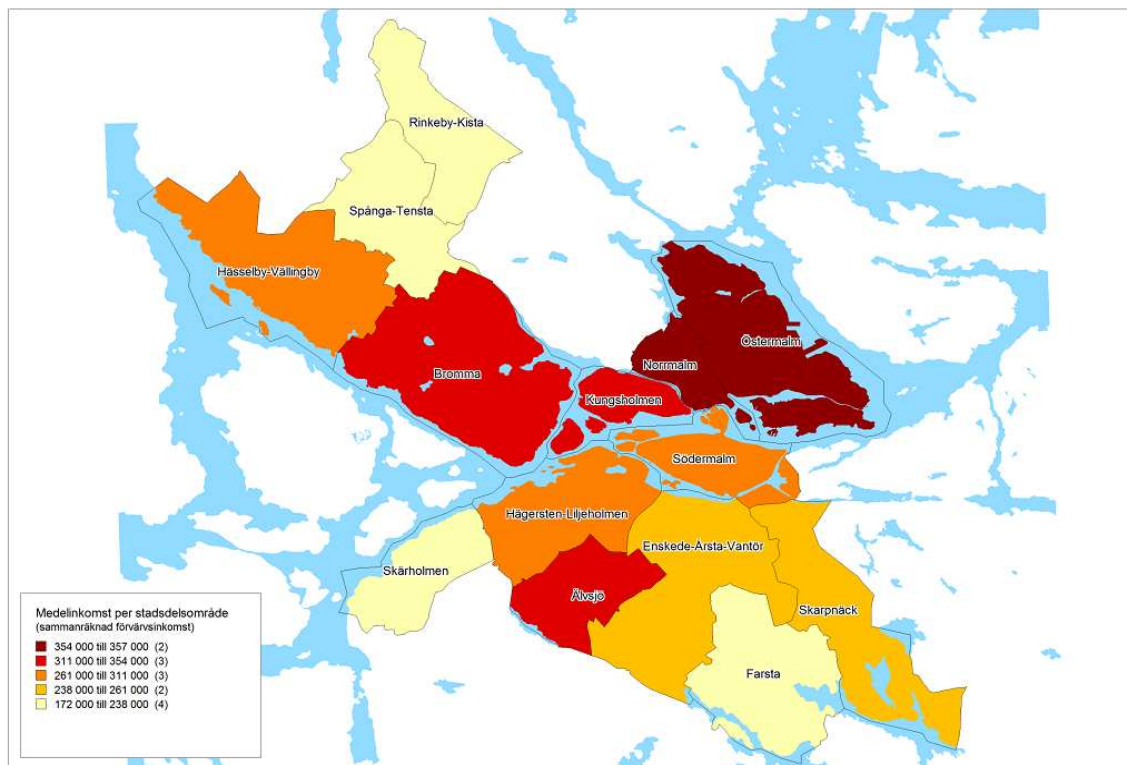 Rinkeby-Kista
Spånga-Tensta
Hässelby-Vällingby
Östermalm
Norrmalm
Bromma
Kungsholmen
Södermalm
Hägersten-Liljeholmen
Enskede-Årsta-Vantör
Skärholmen
Älvsjö
Skarpnäck
Farsta
Medelinkomst per stadsdelsområde
(sammanräknad förvärvsinkomst)
354 000 till 357 000 (2)
311 000 till 354 000 (3)
261 000 till 311 000 (3)
238 000 till 261 000 (2)
172 000 till 238 000 (4)